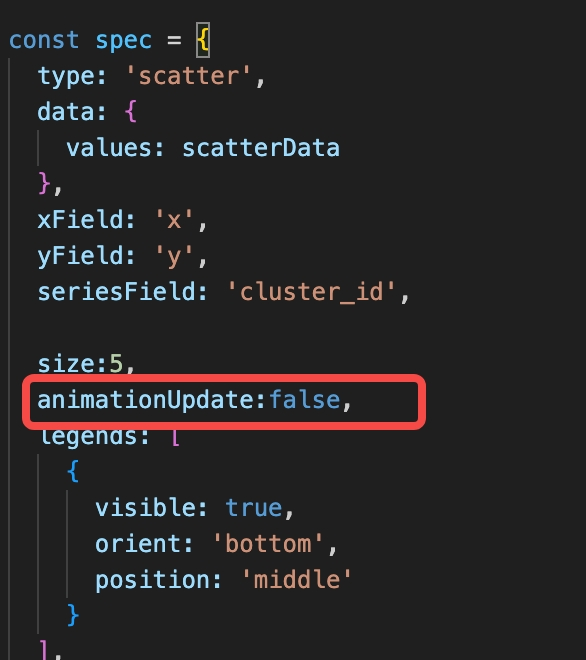 const spec = {
type: 'scatter',
data: {
values: scatterData
},
xField: 'x',
yField: 'y',
seriesField: 'cluster_id',
size:5,
animationUpdate:false,
legends: [
{
visible: true,
orient: 'bottom',
position: 'middle'
}
],